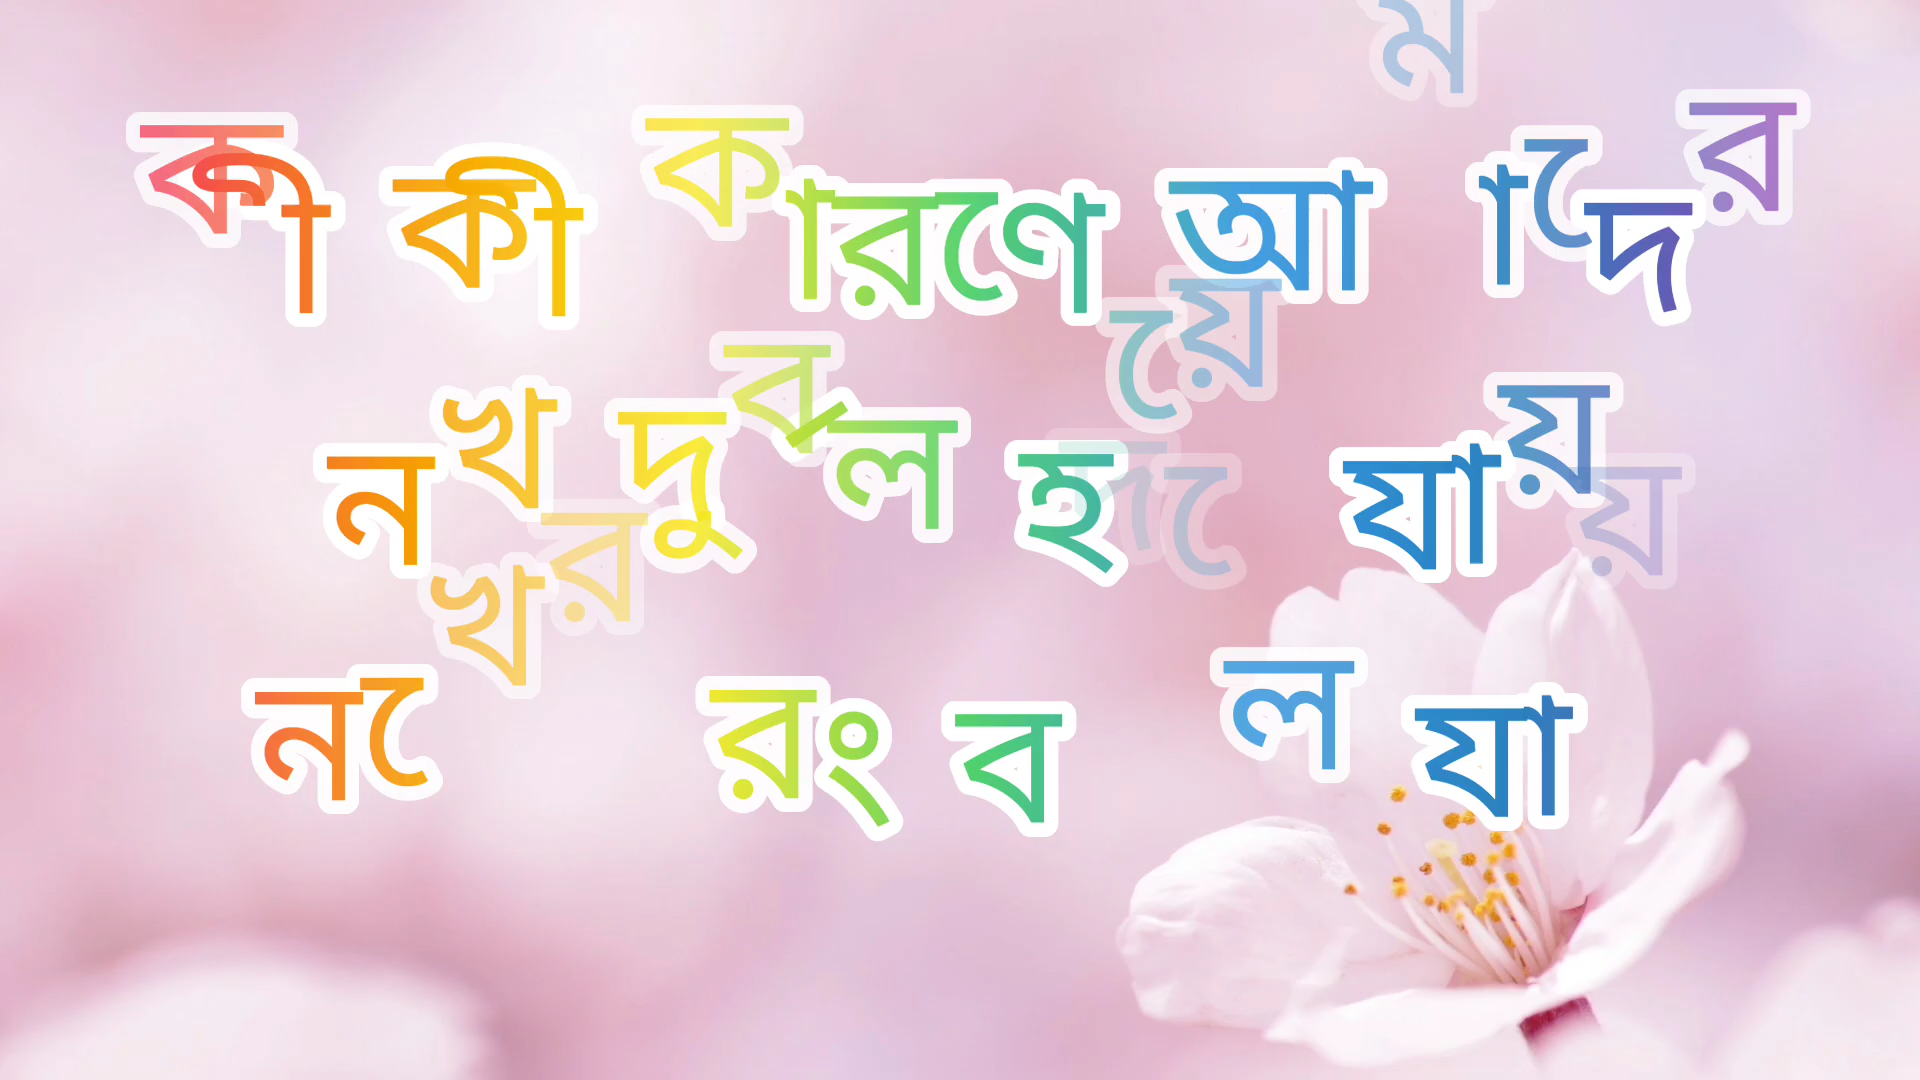 কী কী কারণে আমাদের
নখ দুর্বল হয়ে যায়
নখের রং বদলে যায়